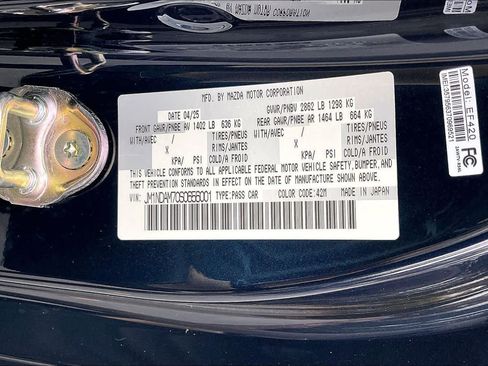 MFD. BY MAZDA MOTOR CORPORATION
DATE 04/25 GVWR/PNBV 2862 LB 1298 KG
FRONT GAWR/PNBE AV 1402 LB 636 KG REAR GAWR/PNBE AR 1464 LB 664 KG
WITH/AVEC / TIRES/PNEUS WITH/AVEC / TIRES/PNEUS
X RIMS/JANTES X RIMS/JANTES
KPA/ PSI COLD/A FROID KPA/ PSI COLD/A FROID
THIS VEHICLE CONFORMS TO ALL APPLICABLE FEDERAL MOTOR VEHICLE SAFETY,BUMPER,AND
THEFT PREVENTION STANDARDS IN EFFECT ON THE DATE OF MANUFACTURE SHOWN ABOVE.
VIN: TYPE:PASS CAR COLOR CODE:42M MADE IN JAPAN
Model: EF420
FC